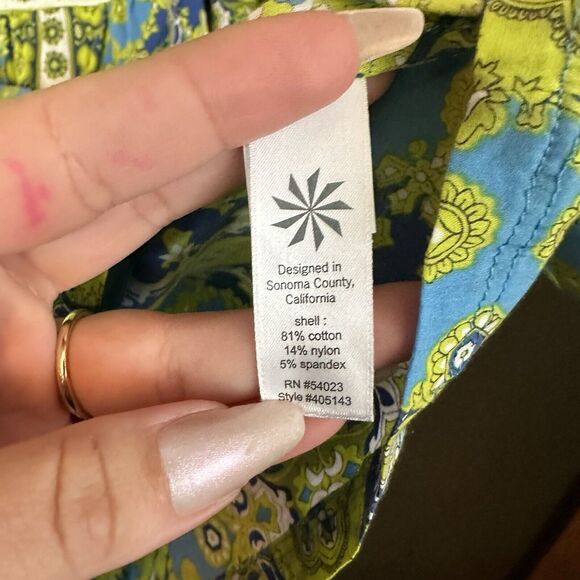 Designed in
Sonoma County,
California
shell :
81% cotton
14% nylon
5% spandex
RN #54023
Style #405143